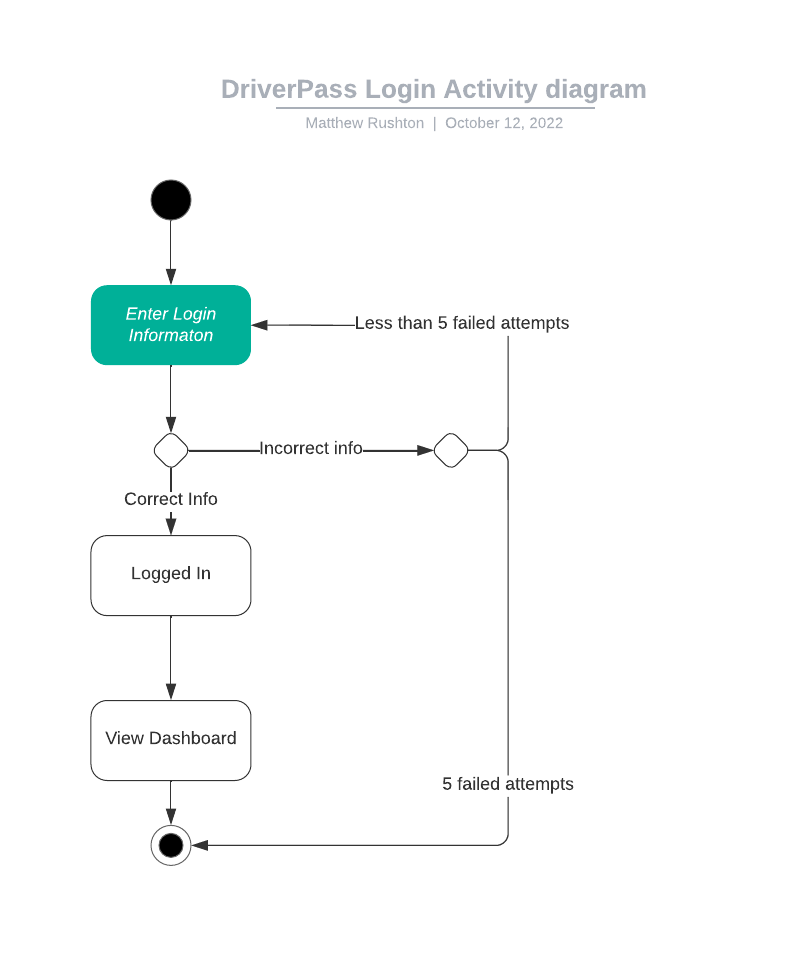 DriverPass Login Activity diagram
Matthew Rushton | October 12, 2022
Enter Login
Informaton
Less than 5 failed attempts
Incorrect info
Correct Info
Logged In
View Dashboard
5 failed attempts